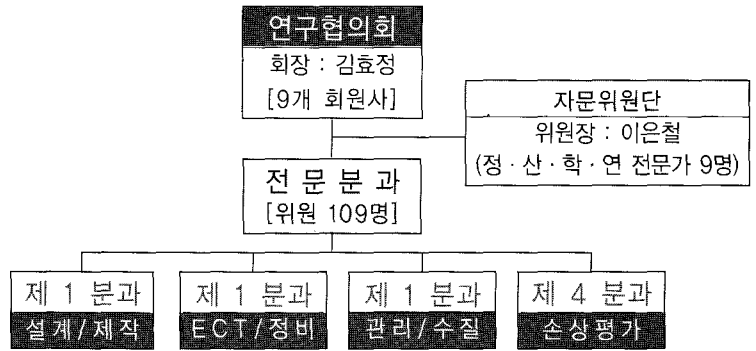 연구협의회
회장 : 김효정
[9개 회원사]
자문위원단
위원장 : 이은철
(정 · 산 · 학 · 연 전문가 9명)
전 문 분 과
[위원 109명]
제 1 분과
설계/제작
제 1 분과
ECT/정비
제 1 분과
관리/수질
제 4 분과
손상평가